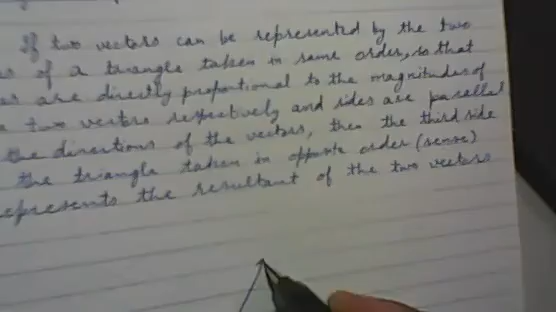 If two vectors can be represented by the two
of a triangle taken in same order, so that
are directly proportional to the magnitudes of
two vectors respectively and sides are parallel
the directions of the vectors, then the third side
the triangle taken in opposite order (sense)
represents the resultant of the two vectors